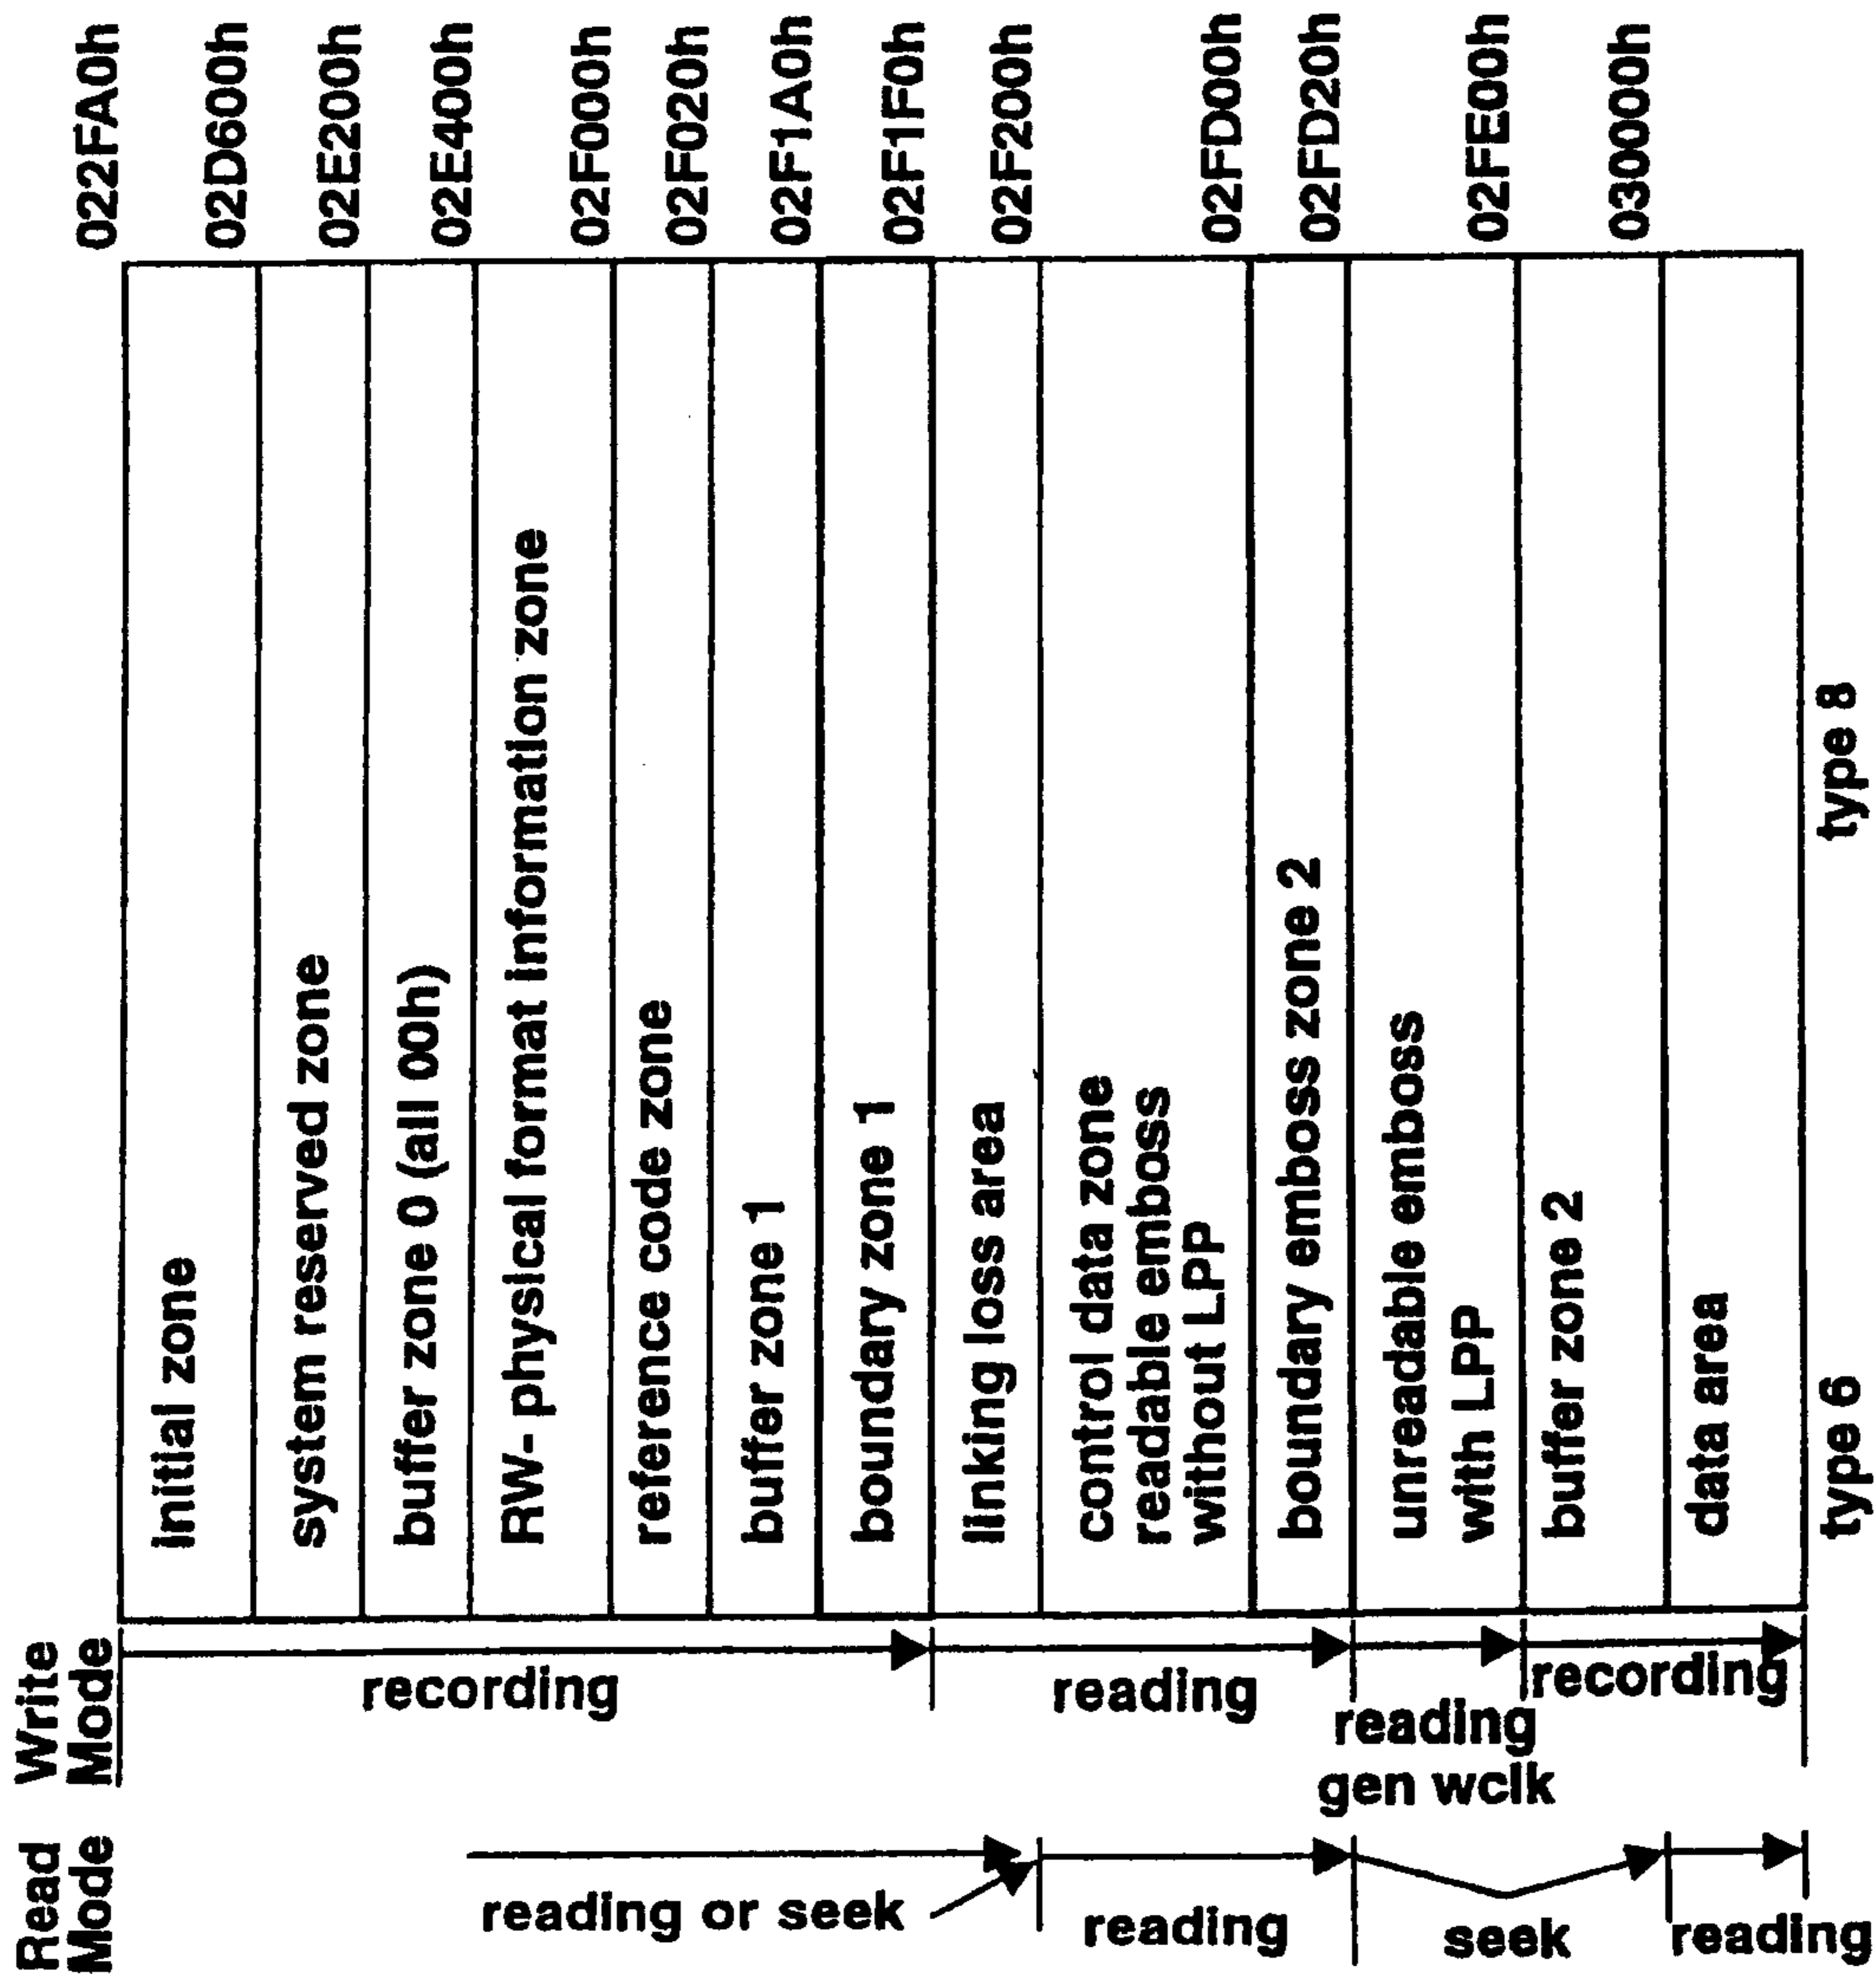 022FA0h
02D600h
02E200h
02E400h
02F000h
02F020h
02F1A0h
02F1F0h
02F200h
02FD00h
02FD20h
02FE00h
030000h
initial zone
system reserved zone
buffer zone 0 (all 00h)
RW- physical format information zone
reference code zone
buffer zone 1
boundary zone 1
linking loss area
control data zone
readable emboss
without LPP
boundary emboss zone 2
unreadable emboss
with LPP
buffer zone 2
data area
type 6
type 8
Write
Mode
recording
reading
reading
gen wclk
recording
Read
Mode
reading or seek
reading
seek
reading